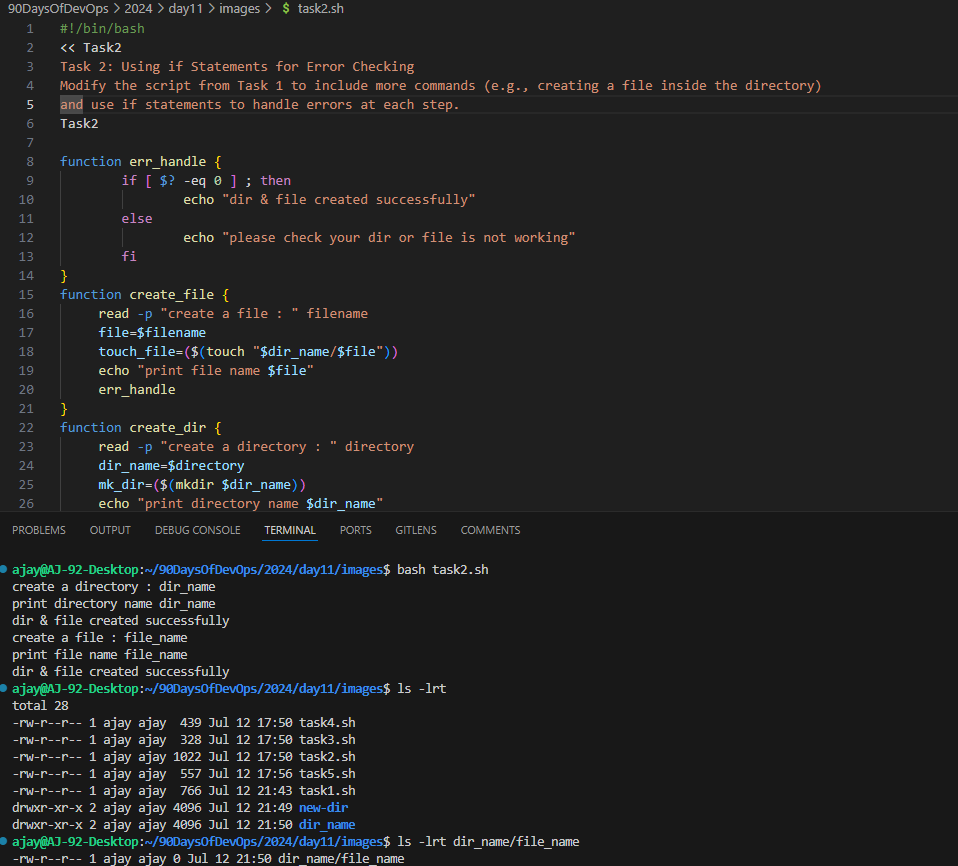 90DaysOfDevOps > 2024 > day11 > images > $ task2.sh
1 #!/bin/bash
2 << Task2
3 Task 2: Using if Statements for Error Checking
4 Modify the script from Task 1 to include more commands (e.g., creating a file inside the directory)
5 and use if statements to handle errors at each step.
6 Task2
7
8 function err_handle {
9 if [ $? -eq 0 ] ; then
10 echo "dir & file created successfully"
11 else
12 echo "please check your dir or file is not working"
13 fi
14 }
15 function create_file {
16 read -p "create a file : " filename
17 file=$filename
18 touch_file=($(touch "$dir_name/$file"))
19 echo "print file name $file"
20 err_handle
21 }
22 function create_dir {
23 read -p "create a directory : " directory
24 dir_name=$directory
25 mk_dir=($(mkdir $dir_name))
26 echo "print directory name $dir_name"
PROBLEMS OUTPUT DEBUG CONSOLE TERMINAL PORTS GITLENS COMMENTS
ajay@AJ-92-Desktop:~/90DaysOfDevOps/2024/day11/images$ bash task2.sh
create a directory : dir_name
print directory name dir_name
dir & file created successfully
create a file : file_name
print file name file_name
dir & file created successfully
ajay@AJ-92-Desktop:~/90DaysOfDevOps/2024/day11/images$ ls -lrt
total 28
-rw-r--r-- 1 ajay ajay  439 Jul 12 17:50 task4.sh
-rw-r--r-- 1 ajay ajay  328 Jul 12 17:50 task3.sh
-rw-r--r-- 1 ajay ajay 1022 Jul 12 17:50 task2.sh
-rw-r--r-- 1 ajay ajay  557 Jul 12 17:56 task5.sh
-rw-r--r-- 1 ajay ajay  766 Jul 12 21:43 task1.sh
drwxr-xr-x 2 ajay ajay 4096 Jul 12 21:49 new-dir
drwxr-xr-x 2 ajay ajay 4096 Jul 12 21:50 dir_name
ajay@AJ-92-Desktop:~/90DaysOfDevOps/2024/day11/images$ ls -lrt dir_name/file_name
-rw-r--r-- 1 ajay ajay 0 Jul 12 21:50 dir_name/file_name